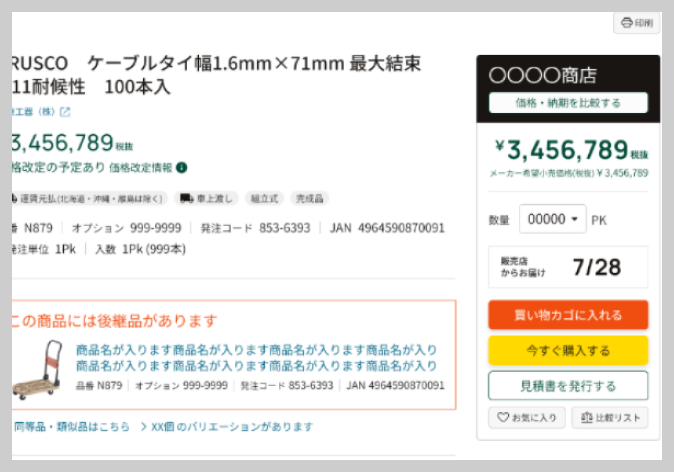 印刷
RUSCO ケーブルタイ幅1.6mm×71mm 最大結束
11耐候性 100本入
工器（株）
3,456,789税抜
格改定の予定あり 価格改定情報
運賃元払(北海道・沖縄・離島は除く) 車上渡し 組立式 完成品
番 N879 オプション 999-9999 発注コード 853-6393 JAN 4964590870091
発注単位 1Pk 入数 1Pk (999本)
この商品には後継品があります
商品名が入ります商品名が入ります商品名が入ります商品名が入り
商品名が入ります商品名が入ります商品名が入ります商品名が入り
品番 N879 オプション 999-9999 発注コード 853-6393 JAN 4964590870091
同等品・類似品はこちら > XX個 のバリエーションがあります
〇〇〇〇商店
価格・納期を比較する
¥3,456,789税抜
メーカー希望小売価格(税抜) ¥ 3,456,789
数量 00000 PK
販売店
からお届け 7/28
買い物カゴに入れる
今すぐ購入する
見積書を発行する
お気に入り 比較リスト